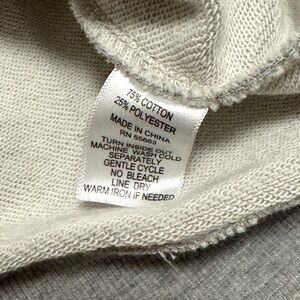 75% COTTON
25% POLYESTER
MADE IN CHINA
RN 55663
TURN INSIDE OUT
MACHINE WASH COLD
SEPARATELY
GENTLE CYCLE
NO BLEACH
LINE DRY
WARM IRON IF NEEDED